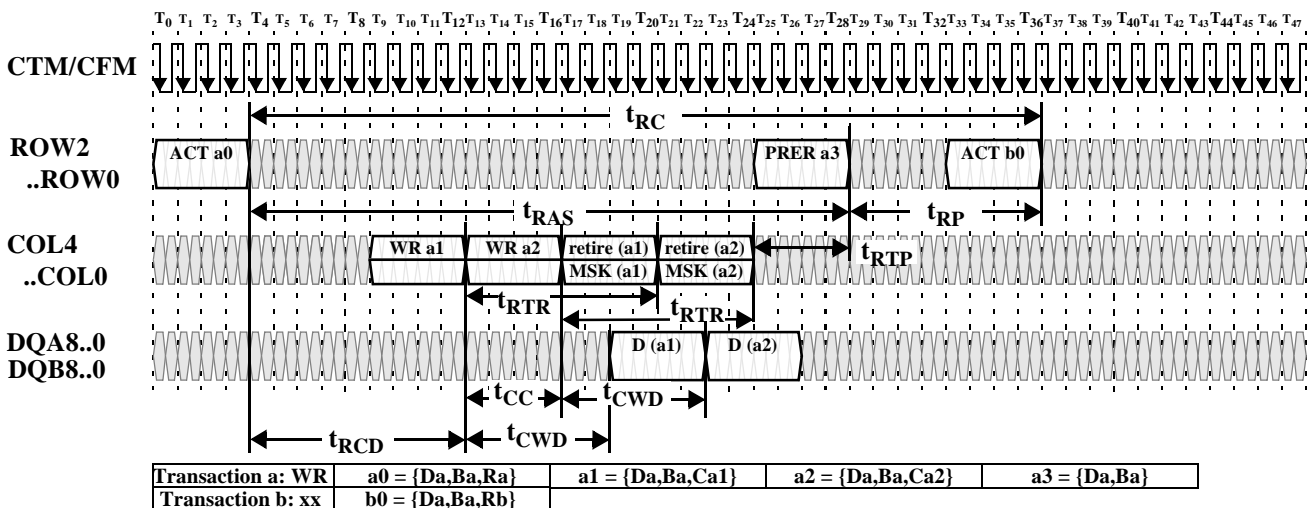 T0 T1 T2 T3 T4 T5 T6 T7 T8 T9 T10 T11 T12 T13 T14 T15 T16 T17 T18 T19 T20 T21 T22 T23 T24 T25 T26 T27 T28 T29 T30 T31 T32 T33 T34 T35 T36 T37 T38 T39 T40 T41 T42 T43 T44 T45 T46 T47
CTM/CFM
tRC
ROW2
..ROW0
ACT a0 PRER a3 ACT b0
tRAS tRP
COL4
..COL0
WR a1 WR a2 retire (a1) retire (a2)
MSK (a1) MSK (a2)
tRTP
tRTR
tRTR
DQA8..0
DQB8..0
D (a1) D (a2)
tCC tCWD
tRCD tCWD
Transaction a: WR a0 = {Da,Ba,Ra} a1 = {Da,Ba,Ca1} a2 = {Da,Ba,Ca2} a3 = {Da,Ba}
Transaction b: xx b0 = {Da,Ba,Rb}